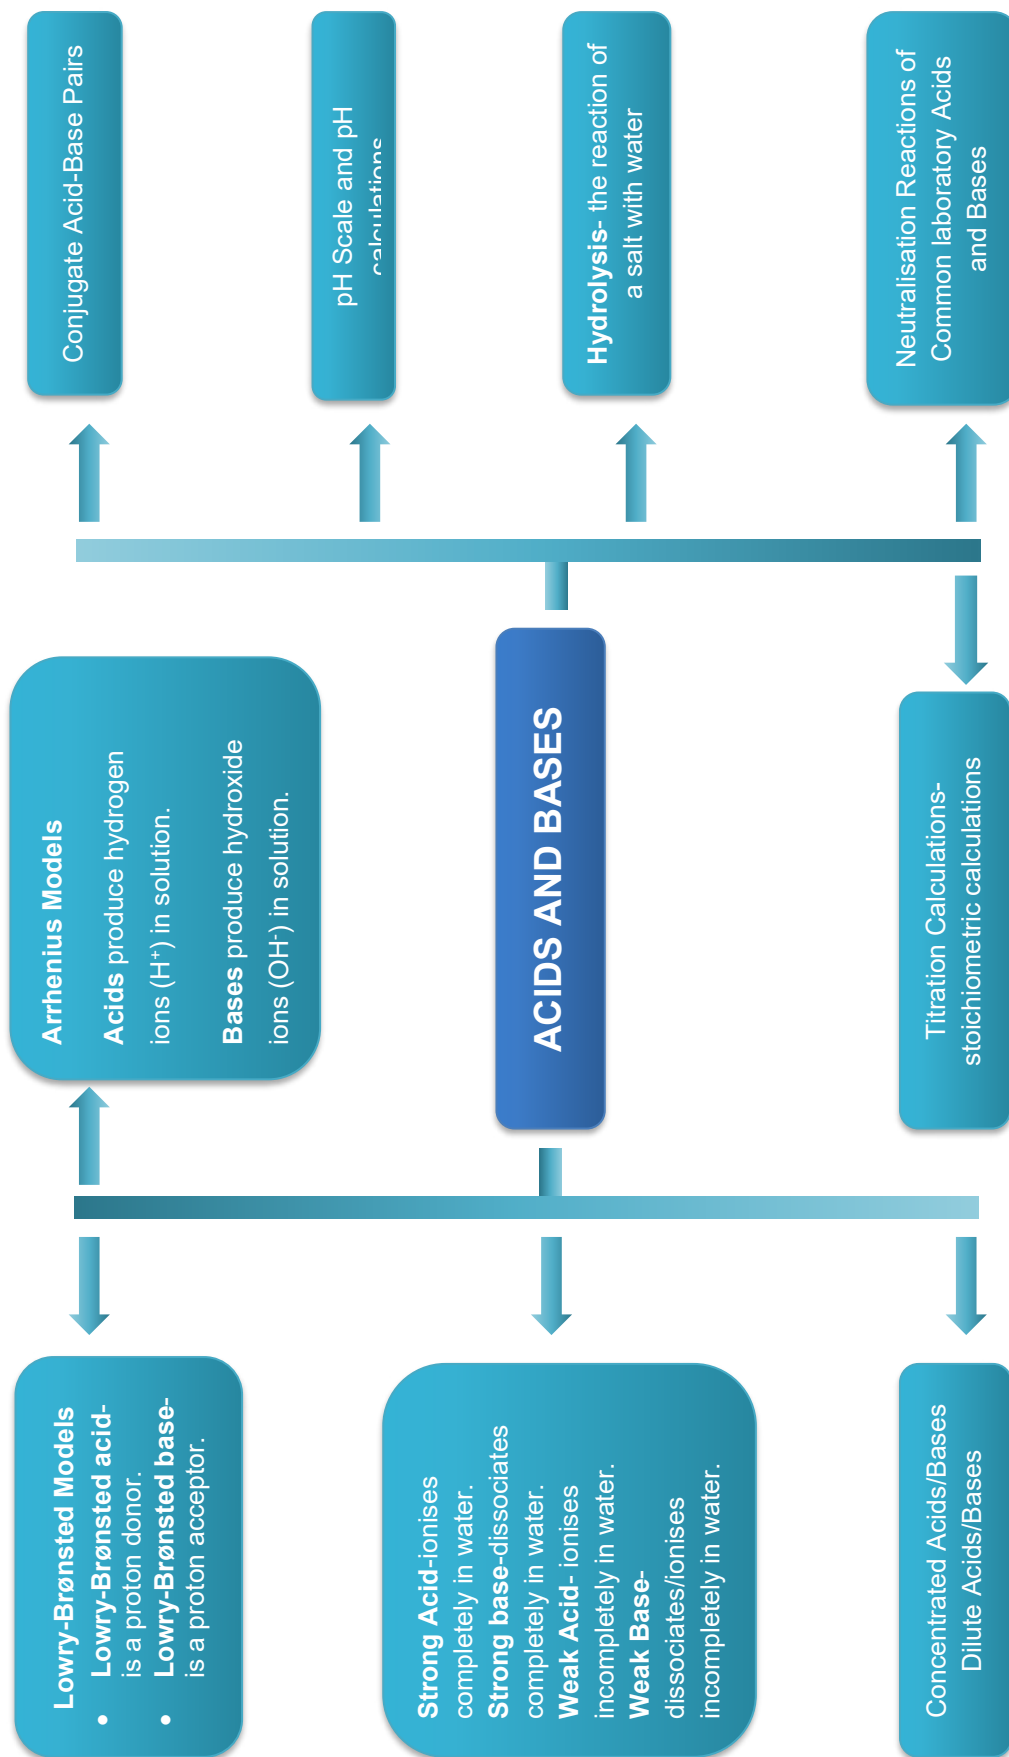 Lowry-Brønsted Models
• Lowry-Brønsted acid-
is a proton donor.
• Lowry-Brønsted base-
is a proton acceptor.
Arrhenius Models
Acids produce hydrogen
ions (H⁺) in solution.
Bases produce hydroxide
ions (OH⁻) in solution.
Conjugate Acid-Base Pairs
pH Scale and pH
calculations
Strong Acid-ionises
completely in water.
Strong base-dissociates
completely in water.
Weak Acid- ionises
incompletely in water.
Weak Base-
dissociates/ionises
incompletely in water.
ACIDS AND BASES
Hydrolysis- the reaction of
a salt with water
Concentrated Acids/Bases
Dilute Acids/Bases
Titration Calculations-
stoichiometric calculations
Neutralisation Reactions of
Common laboratory Acids
and Bases